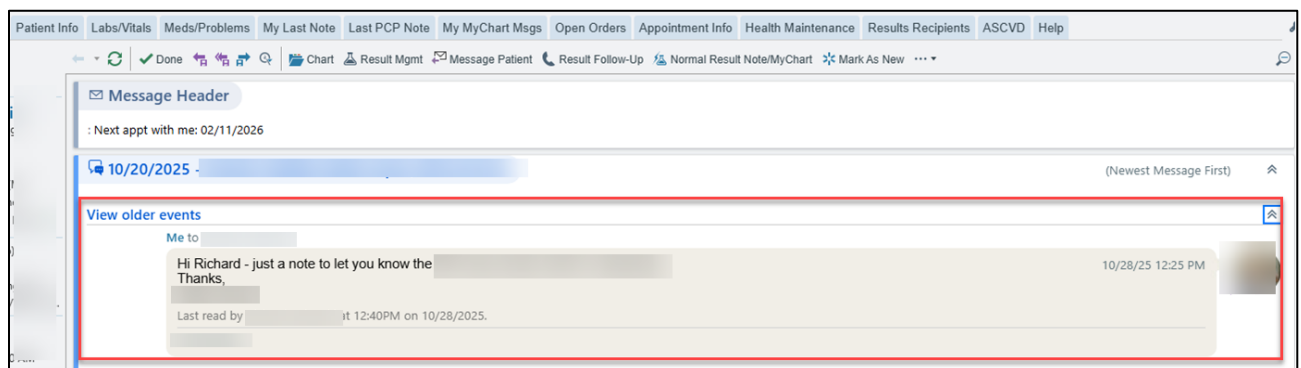 Patient Info Labs/Vitals Meds/Problems My Last Note Last PCP Note My MyChart Msgs Open Orders Appointment Info Health Maintenance Results Recipients ASCVD Help
Done Chart Result Mgmt Message Patient Result Follow-Up Normal Result Note/MyChart Mark As New ...
Message Header
: Next appt with me: 02/11/2026
10/20/2025 - (Newest Message First)
View older events
Me to
Hi Richard - just a note to let you know the 10/28/25 12:25 PM
Thanks,
Last read by at 12:40PM on 10/28/2025.